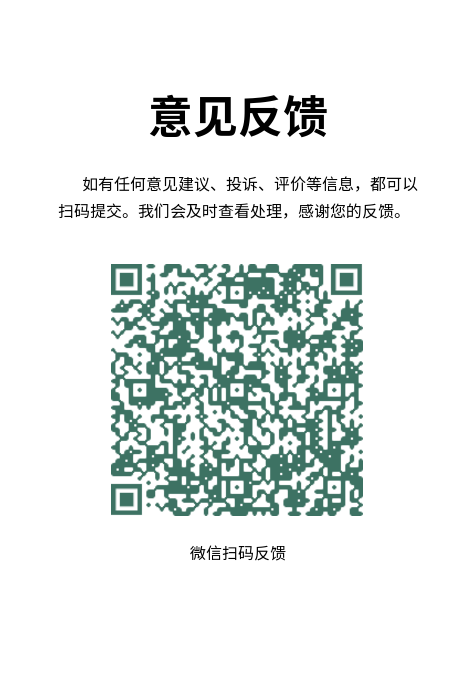 意见反馈
如有任何意见建议、投诉、评价等信息，都可以
扫码提交。我们会及时查看处理，感谢您的反馈。
微信扫码反馈